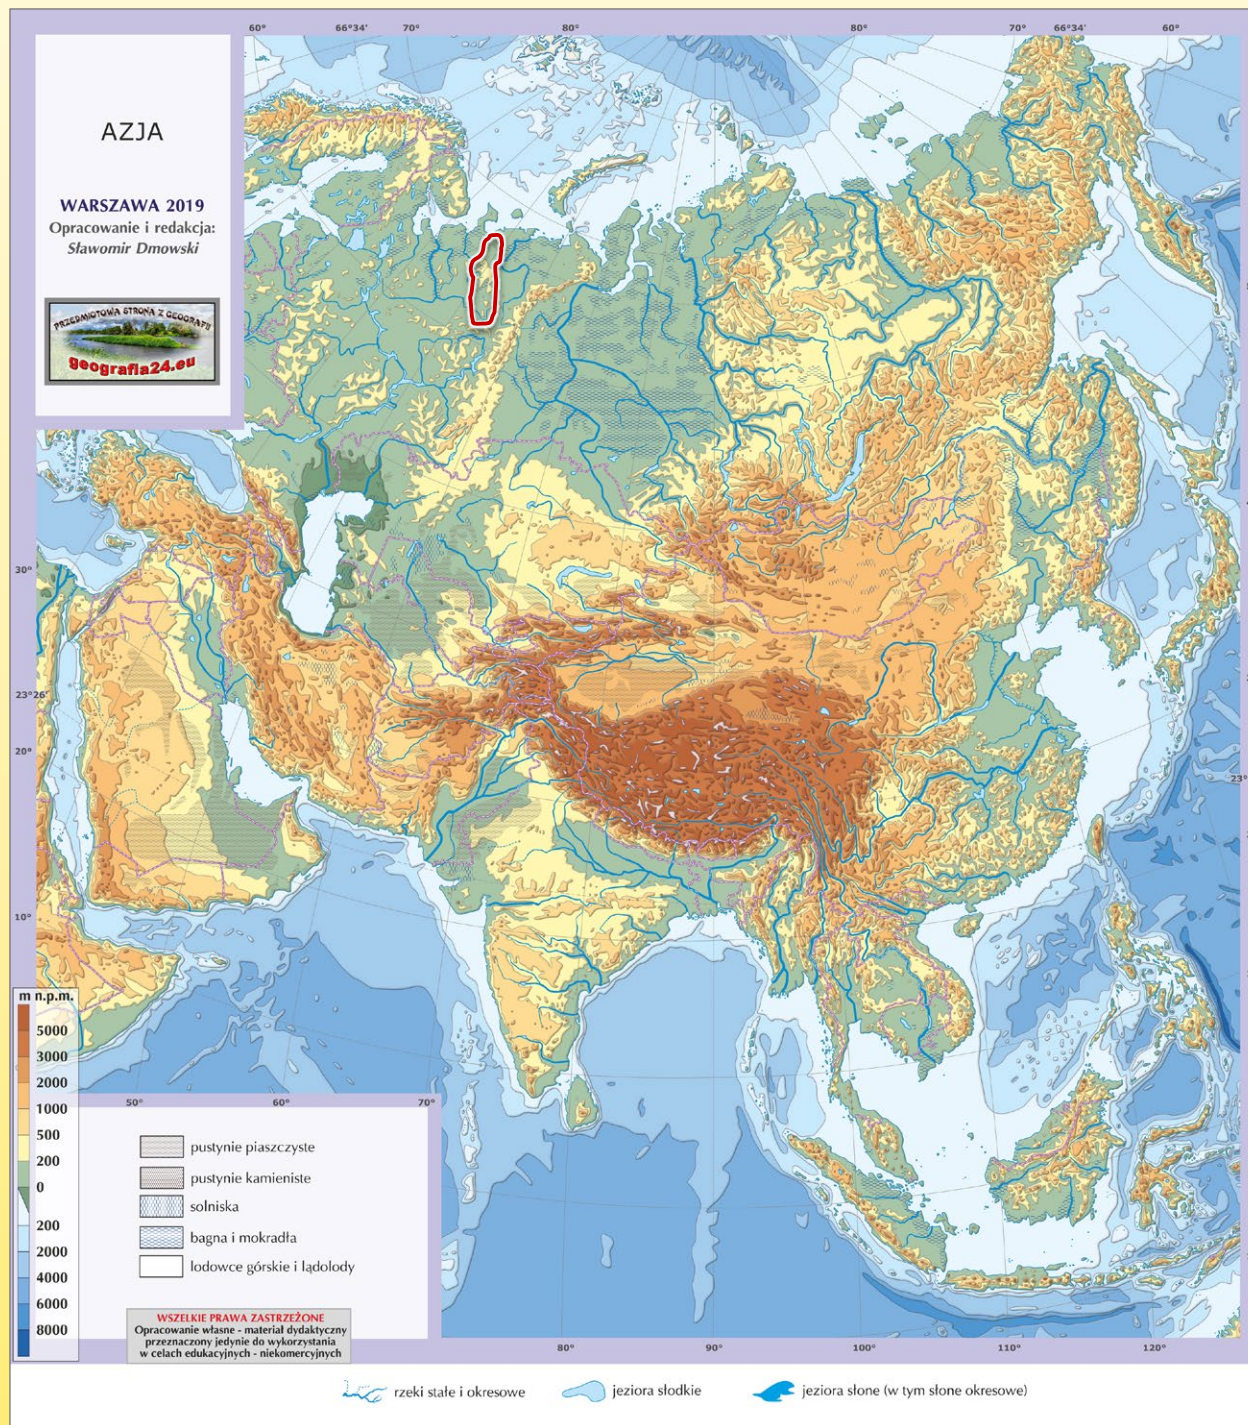 60° 66°34' 70° 80° 80° 70° 66°34' 60°
AZJA
WARSZAWA 2019
Opracowanie i redakcja:
Sławomir Dmowski
PRZEDMIOTOWA STRONA Z GEOGRAFII
geografia24.eu
30°
23°26'
20°
10°
m n.p.m.
5000
3000
2000
1000
500
200
0
200
2000
4000
6000
8000
50° 60° 70°
pustynie piaszczyste
pustynie kamieniste
solniska
bagna i mokradła
lodowce górskie i lądolody
WSZELKIE PRAWA ZASTRZEŻONE
Opracowanie własne - materiał dydaktyczny
przeznaczony jedynie do wykorzystania
w celach edukacyjnych - niekomercyjnych
80° 90° 100° 110° 120°
rzeki stałe i okresowe
jeziora słodkie
jeziora słone (w tym słone okresowe)